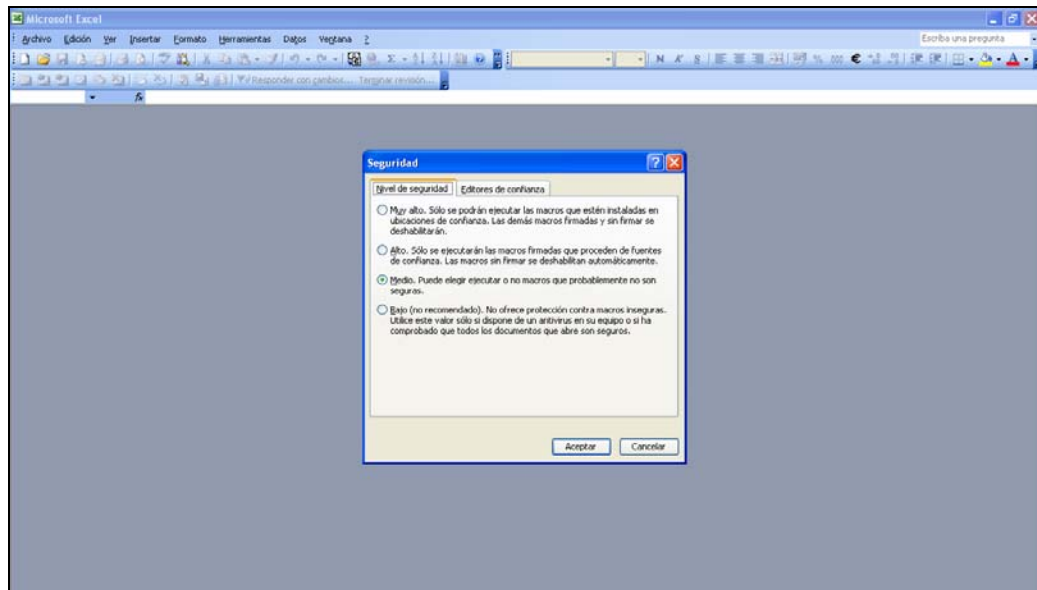 Microsoft Excel
Archivo Edición Ver Insertar Formato Herramientas Datos Ventana ?
Escriba una pregunta
N K S % 000 €
Responder con cambios... Terminar revisión...
fx
Seguridad
Nivel de seguridad Editores de confianza
Muy alto. Sólo se podrán ejecutar las macros que estén instaladas en
ubicaciones de confianza. Las demás macros firmadas y sin firmar se
deshabilitarán.
Alto. Sólo se ejecutarán las macros firmadas que proceden de fuentes
de confianza. Las macros sin firmar se deshabilitan automáticamente.
Medio. Puede elegir ejecutar o no macros que probablemente no son
seguras.
Bajo (no recomendado). No ofrece protección contra macros inseguras.
Utilice este valor sólo si dispone de un antivirus en su equipo o si ha
comprobado que todos los documentos que abre son seguros.
Aceptar Cancelar